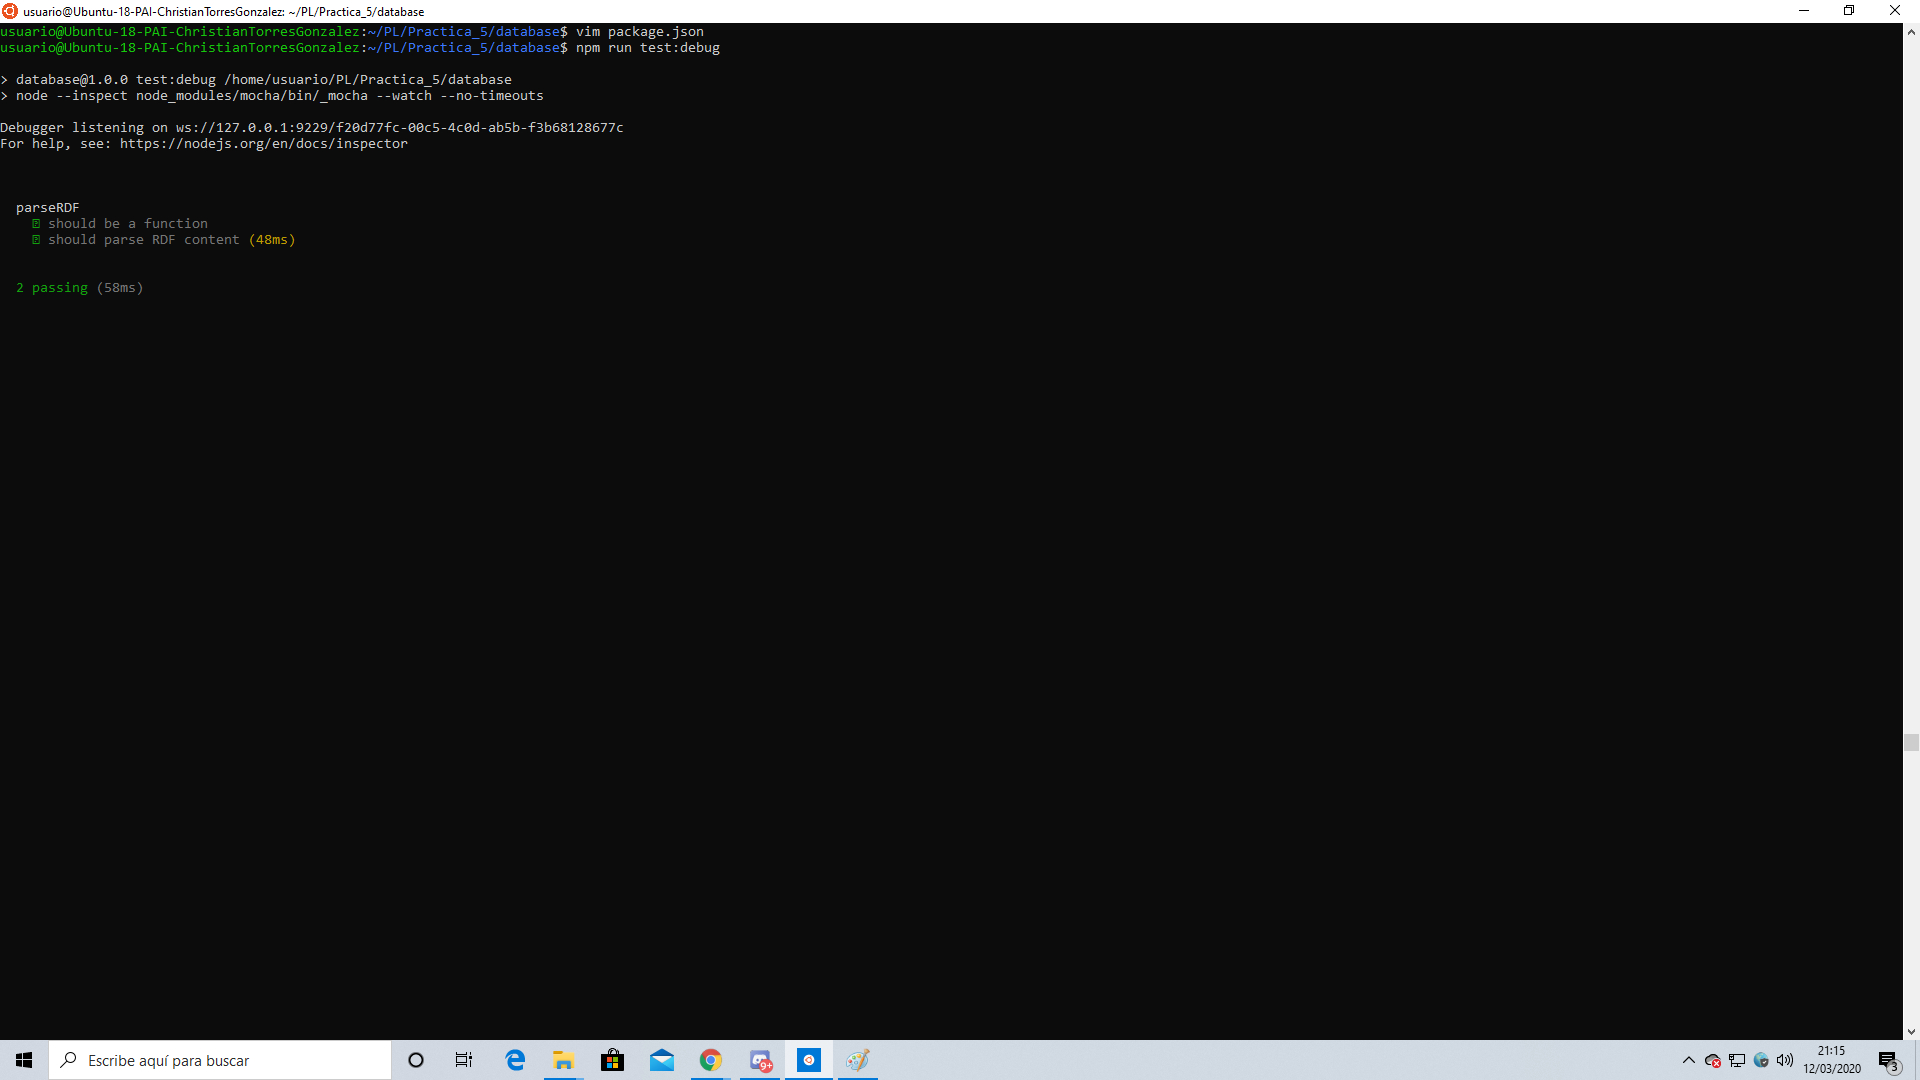 usuario@Ubuntu-18-PAI-ChristianTorresGonzalez: ~/PL/Practica_5/database
usuario@Ubuntu-18-PAI-ChristianTorresGonzalez:~/PL/Practica_5/database$ vim package.json
usuario@Ubuntu-18-PAI-ChristianTorresGonzalez:~/PL/Practica_5/database$ npm run test:debug
> database@1.0.0 test:debug /home/usuario/PL/Practica_5/database
> node --inspect node_modules/mocha/bin/_mocha --watch --no-timeouts
Debugger listening on ws://127.0.0.1:9229/f20d77fc-00c5-4c0d-ab5b-f3b68128677c
For help, see: https://nodejs.org/en/docs/inspector
parseRDF
should be a function
should parse RDF content (48ms)
2 passing (58ms)
Escribe aquí para buscar
9+
21:15
12/03/2020
3